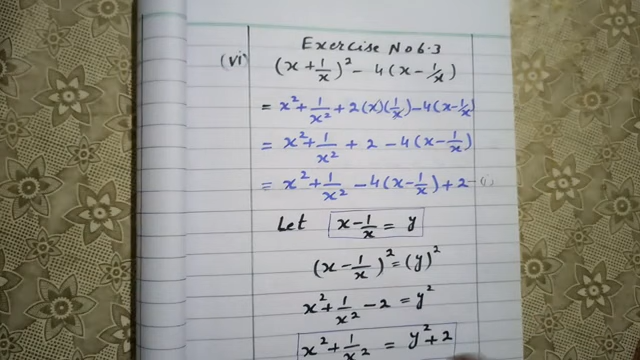 Exercise No 6.3
(vi) (x + 1/x)² - 4(x - 1/x)
= x² + 1/x² + 2(x)(1/x) - 4(x - 1/x)
= x² + 1/x² + 2 - 4(x - 1/x)
= x² + 1/x² - 4(x - 1/x) + 2 - (i)
Let x - 1/x = y
(x - 1/x)² = (y)²
x² + 1/x² - 2 = y²
x² + 1/x² = y² + 2